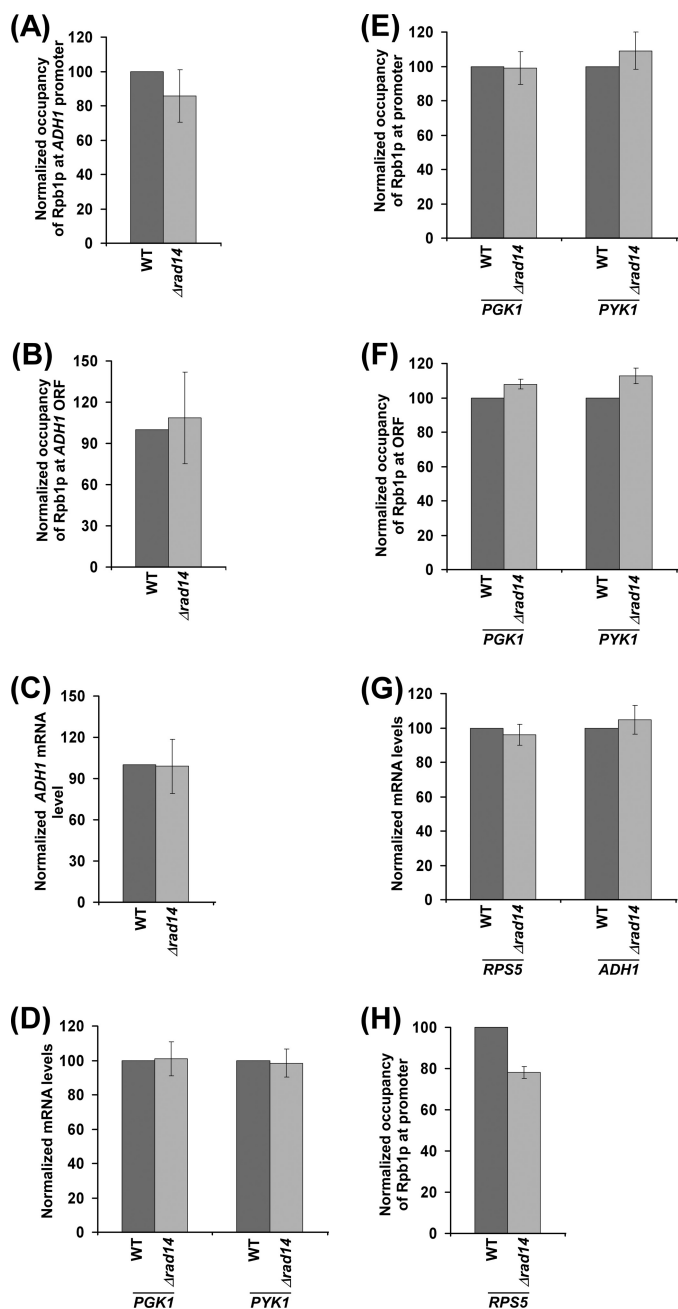 (A)
Normalized occupancy
of Rpb1p at ADH1 promoter
120
100
80
60
40
20
0
WT
Δrad14
(B)
Normalized occupancy
of Rpb1p at ADH1 ORF
150
120
90
60
30
0
WT
Δrad14
(C)
Normalized ADH1 mRNA
level
150
120
90
60
30
0
WT
Δrad14
(D)
Normalized mRNA levels
120
100
80
60
40
20
0
WT
Δrad14
WT
Δrad14
PGK1
PYK1
(E)
Normalized occupancy
of Rpb1p at promoter
120
100
80
60
40
20
0
WT
Δrad14
WT
Δrad14
PGK1
PYK1
(F)
Normalized occupancy
of Rpb1p at ORF
120
100
80
60
40
20
0
WT
Δrad14
WT
Δrad14
PGK1
PYK1
(G)
Normalized mRNA levels
120
100
80
60
40
20
0
WT
Δrad14
WT
Δrad14
RPS5
ADH1
(H)
Normalized occupancy
of Rpb1p at promoter
100
80
60
40
20
0
WT
Δrad14
RPS5